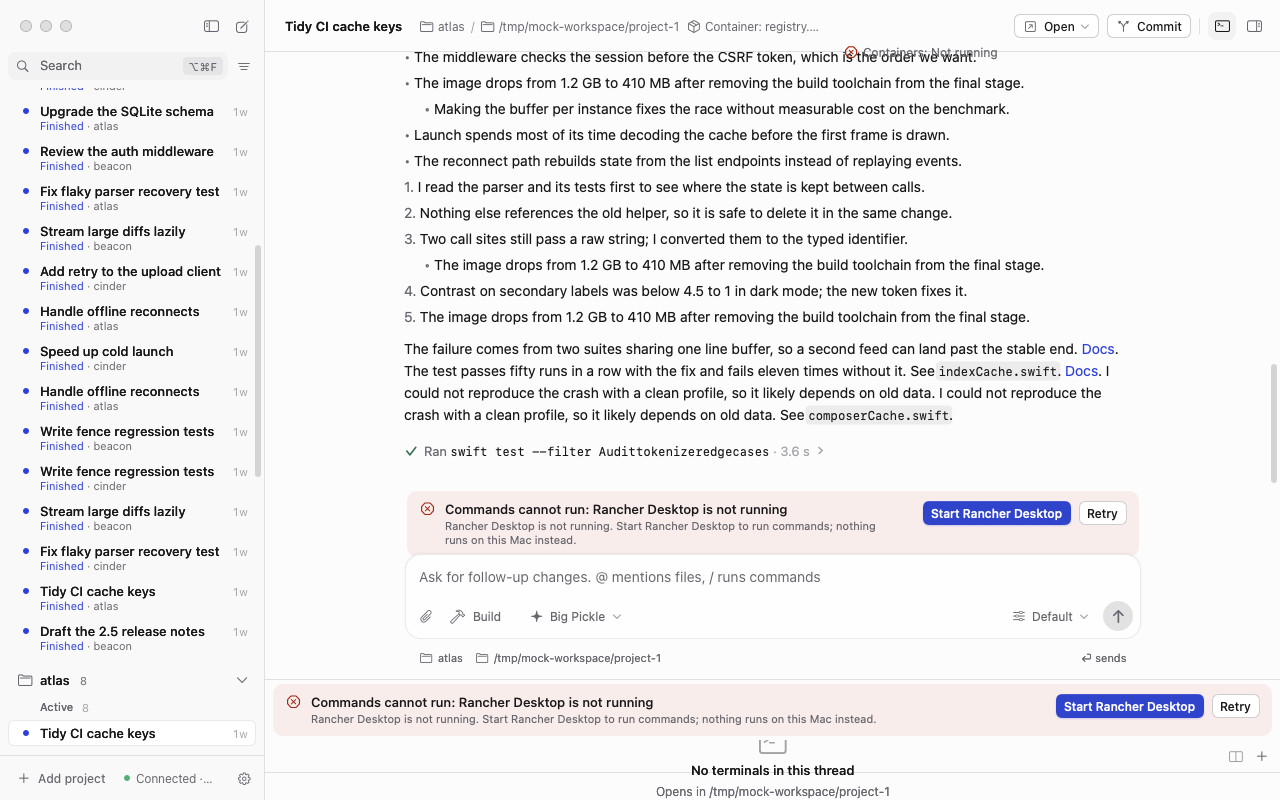 Tidy CI cache keys
atlas / /tmp/mock-workspace/project-1
Container: registry....
Open
Commit
Search
⌥⌘F
Upgrade the SQLite schema 1w
Finished · atlas
Review the auth middleware 1w
Finished · beacon
Fix flaky parser recovery test 1w
Finished · atlas
Stream large diffs lazily 1w
Finished · beacon
Add retry to the upload client 1w
Finished · cinder
Handle offline reconnects 1w
Finished · atlas
Speed up cold launch 1w
Finished · cinder
Handle offline reconnects 1w
Finished · atlas
Write fence regression tests 1w
Finished · beacon
Write fence regression tests 1w
Finished · cinder
Stream large diffs lazily 1w
Finished · beacon
Fix flaky parser recovery test 1w
Finished · cinder
Tidy CI cache keys 1w
Finished · atlas
Draft the 2.5 release notes 1w
Finished · beacon
atlas 8
Active 8
Tidy CI cache keys 1w
Add project
Connected ·...
Containers: Not running
• The middleware checks the session before the CSRF token, which is the order we want.
• The image drops from 1.2 GB to 410 MB after removing the build toolchain from the final stage.
• Making the buffer per instance fixes the race without measurable cost on the benchmark.
• Launch spends most of its time decoding the cache before the first frame is drawn.
• The reconnect path rebuilds state from the list endpoints instead of replaying events.
1. I read the parser and its tests first to see where the state is kept between calls.
2. Nothing else references the old helper, so it is safe to delete it in the same change.
3. Two call sites still pass a raw string; I converted them to the typed identifier.
• The image drops from 1.2 GB to 410 MB after removing the build toolchain from the final stage.
4. Contrast on secondary labels was below 4.5 to 1 in dark mode; the new token fixes it.
5. The image drops from 1.2 GB to 410 MB after removing the build toolchain from the final stage.
The failure comes from two suites sharing one line buffer, so a second feed can land past the stable end. Docs.
The test passes fifty runs in a row with the fix and fails eleven times without it. See indexCache.swift. Docs. I
could not reproduce the crash with a clean profile, so it likely depends on old data. I could not reproduce the
crash with a clean profile, so it likely depends on old data. See composerCache.swift.
Ran swift test --filter Audittokenizeredgecases · 3.6 s
Commands cannot run: Rancher Desktop is not running
Rancher Desktop is not running. Start Rancher Desktop to run commands; nothing
runs on this Mac instead.
Start Rancher Desktop
Retry
Ask for follow-up changes. @ mentions files, / runs commands
Build
Big Pickle
Default
atlas
/tmp/mock-workspace/project-1
sends
Commands cannot run: Rancher Desktop is not running
Rancher Desktop is not running. Start Rancher Desktop to run commands; nothing runs on this Mac instead.
Start Rancher Desktop
Retry
No terminals in this thread
Opens in /tmp/mock-workspace/project-1